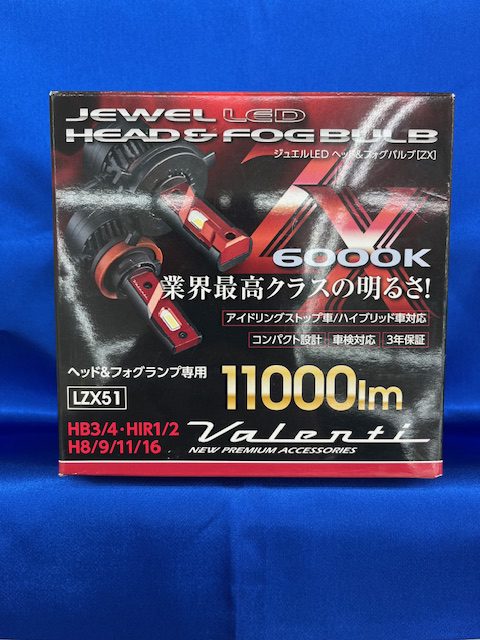 JEWEL LED
HEAD & FOG BULB
ジュエルLED ヘッド&フォグバルブ[ZX]
ZX
6000K
業界最高クラスの明るさ!
アイドリングストップ車/ハイブリッド車対応
コンパクト設計 車検対応 3年保証
ヘッド&フォグランプ専用
11000lm
LZX51
HB3/4・HIR1/2
H8/9/11/16
Valenti
NEW PREMIUM ACCESSORIES